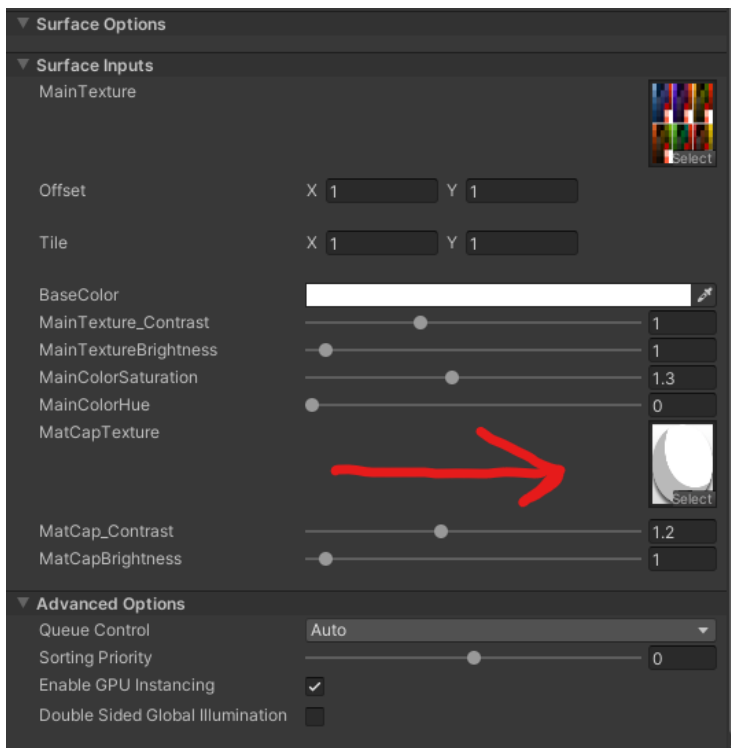 Surface Options
Surface Inputs
MainTexture
Select
Offset X 1 Y 1
Tile X 1 Y 1
BaseColor
MainTexture_Contrast 1
MainTextureBrightness 1
MainColorSaturation 1.3
MainColorHue 0
MatCapTexture
Select
MatCap_Contrast 1.2
MatCapBrightness 1
Advanced Options
Queue Control Auto
Sorting Priority 0
Enable GPU Instancing
Double Sided Global Illumination